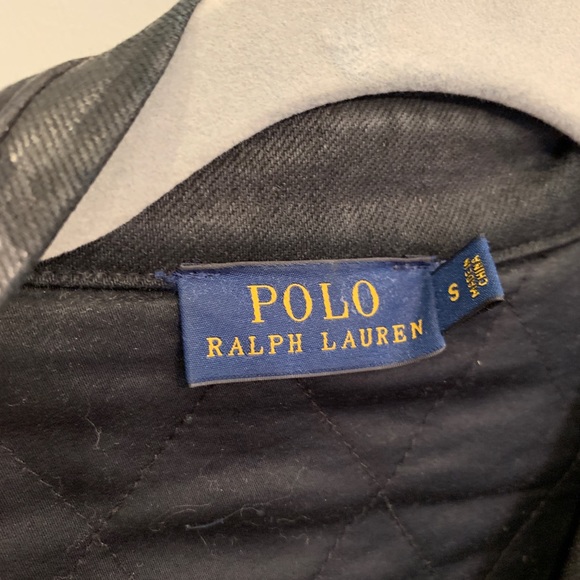 POLO
RALPH LAUREN
S
MADE IN
CHINA